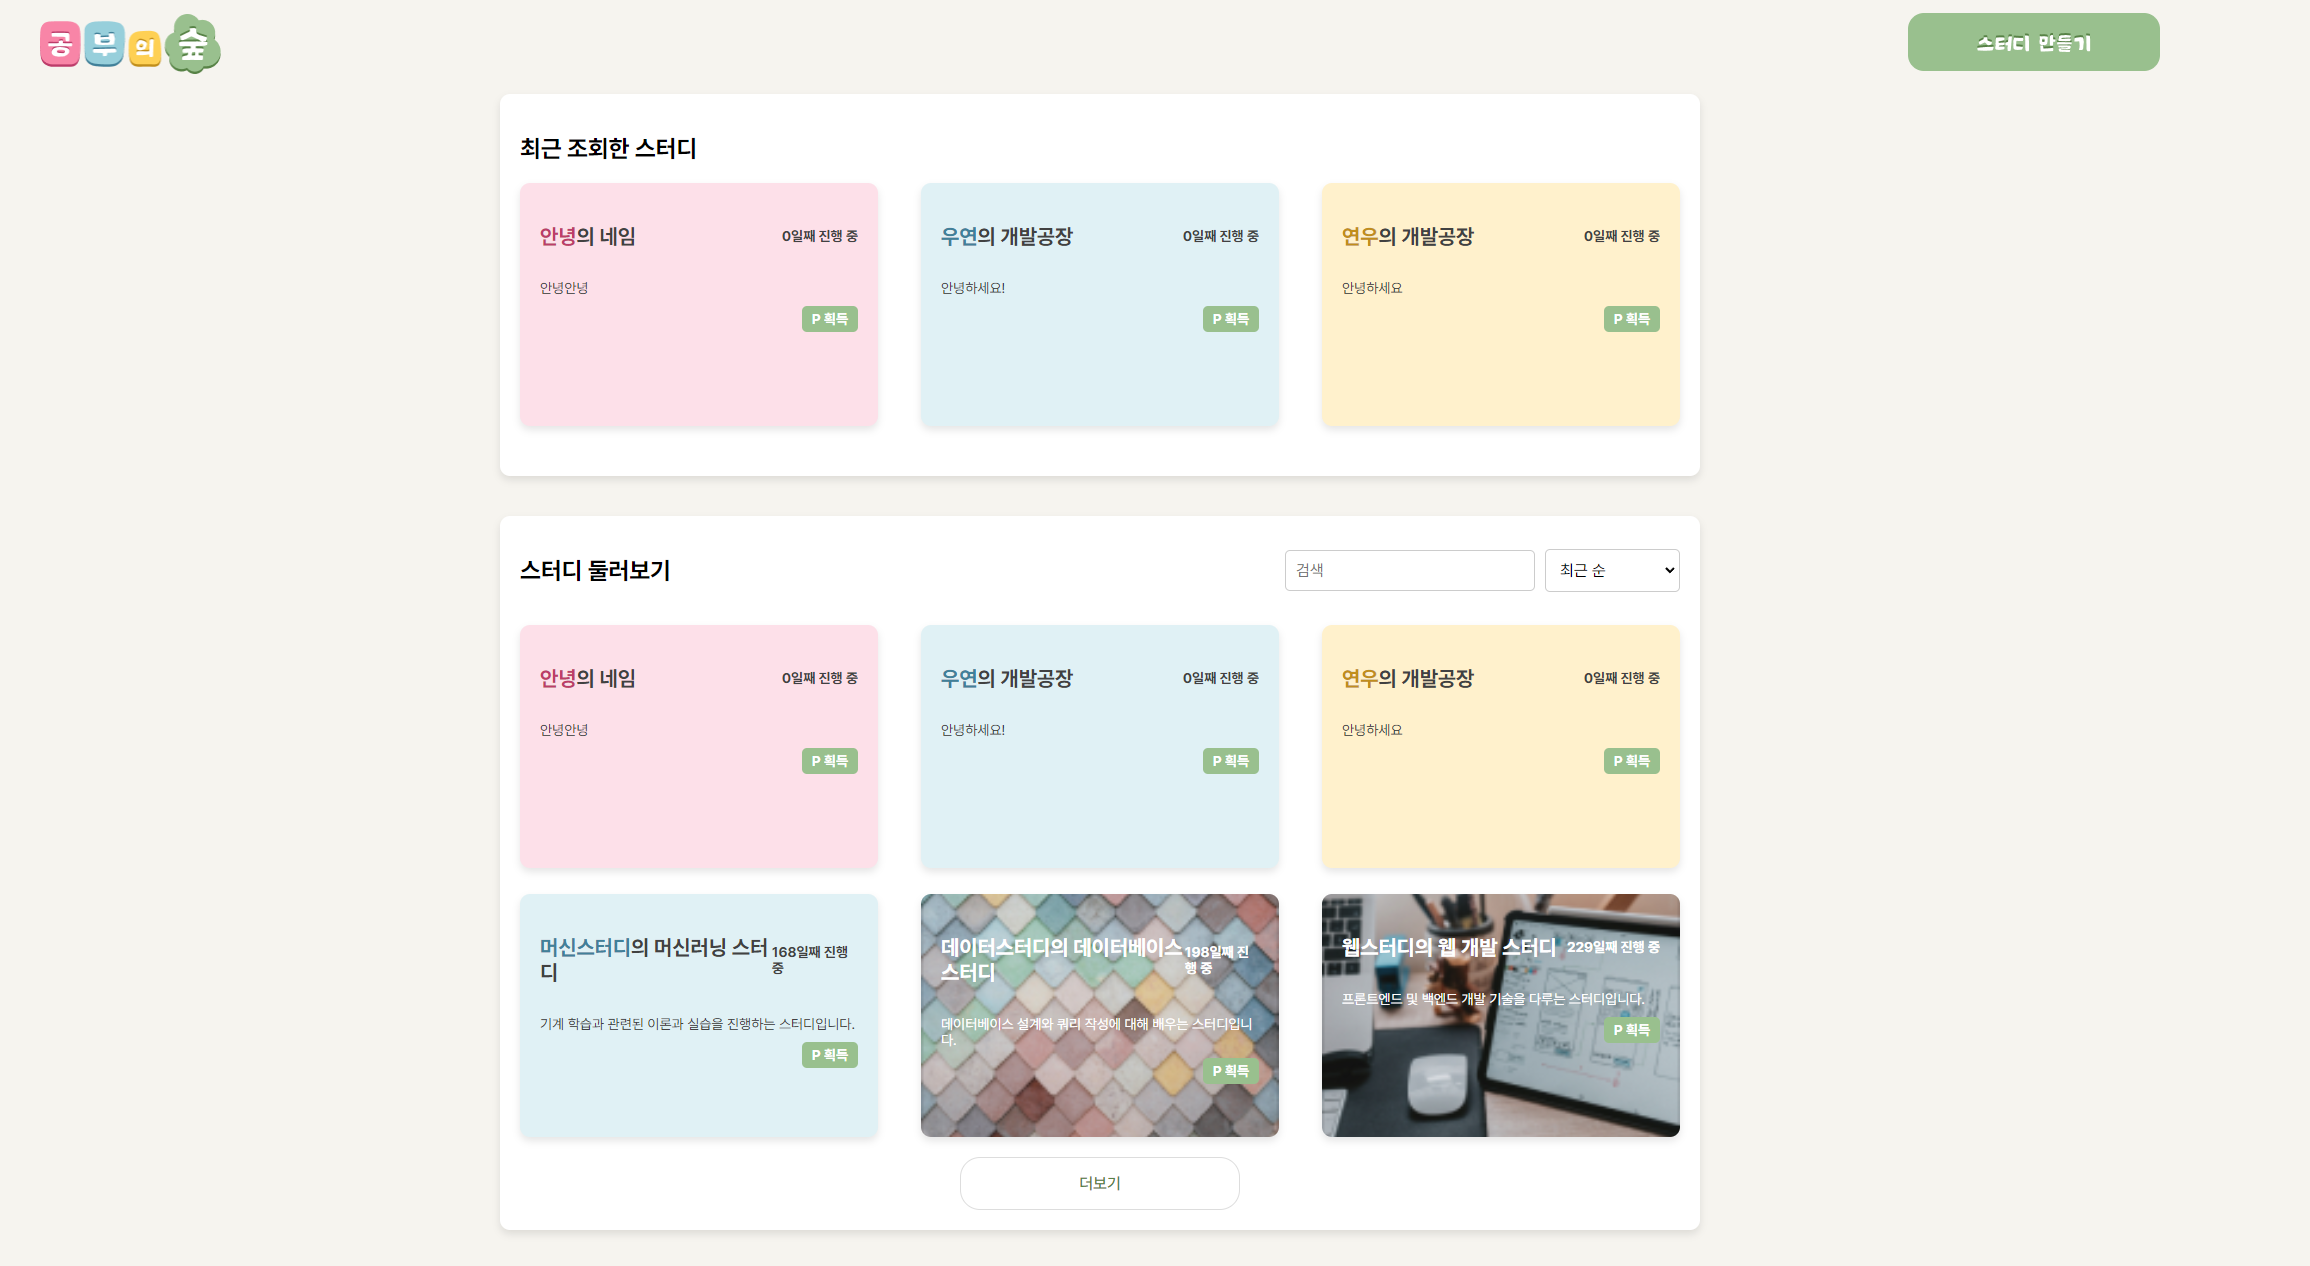 공부의숲
스터디 만들기
최근 조회한 스터디
안녕의 네임
0일째 진행 중
안녕안녕
P 획득
우연의 개발공장
0일째 진행 중
안녕하세요!
P 획득
연우의 개발공장
0일째 진행 중
안녕하세요
P 획득
스터디 둘러보기
검색
최근 순
안녕의 네임
0일째 진행 중
안녕안녕
P 획득
우연의 개발공장
0일째 진행 중
안녕하세요!
P 획득
연우의 개발공장
0일째 진행 중
안녕하세요
P 획득
머신스터디의 머신러닝 스터
디
168일째 진행
중
기계 학습과 관련된 이론과 실습을 진행하는 스터디입니다.
P 획득
데이터스터디의 데이터베이스
스터디
198일째 진
행 중
데이터베이스 설계와 쿼리 작성에 대해 배우는 스터디입니
다.
P 획득
웹스터디의 웹 개발 스터디
229일째 진행 중
프론트엔드 및 백엔드 개발 기술을 다루는 스터디입니다.
P 획득
더보기